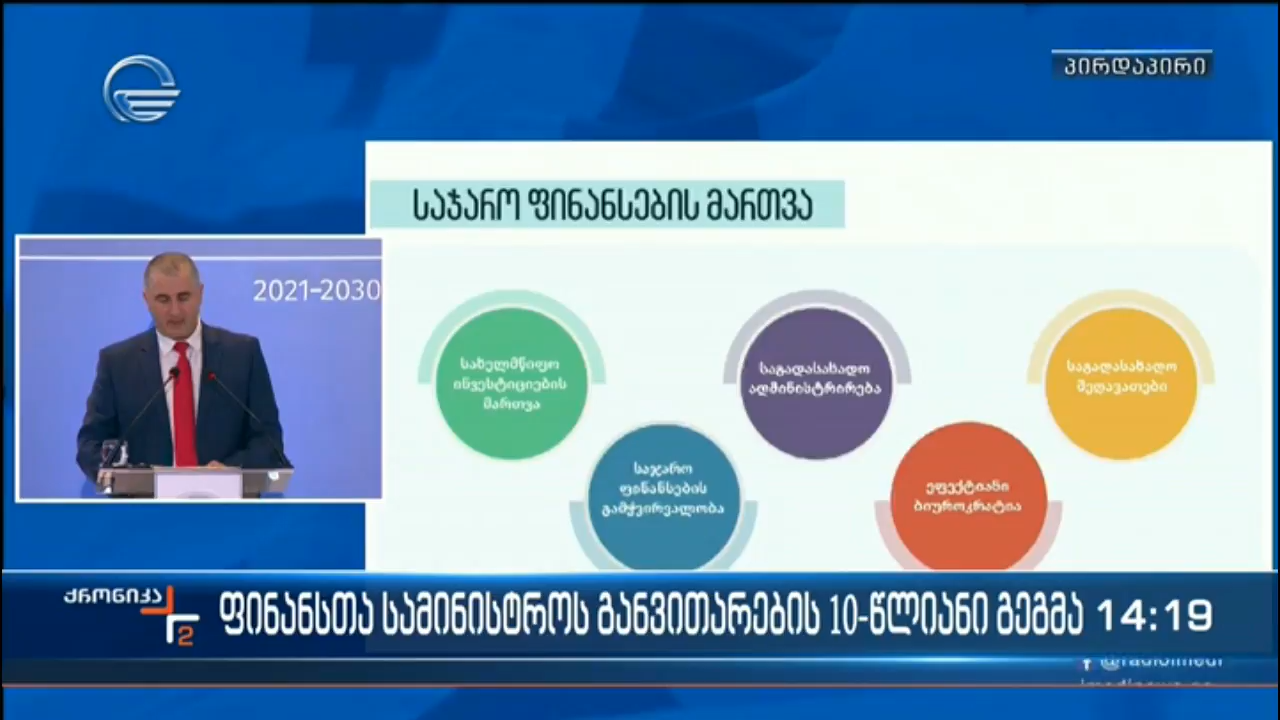 პირდაპირი
საჯარო ფინანსების მართვა
2021-2030
სახელმწიფო
ინვესტიციების
მართვა
საგადასახადო
ადმინისტრირება
საგადასახადო
შეღავათები
საჯარო
ფინანსების
გამჭვირვალობა
ეფექტიანი
ბიუროკრატია
ქრონიკა
2
ფინანსთა სამინისტროს განვითარების 10-წლიანი გეგმა 14:19